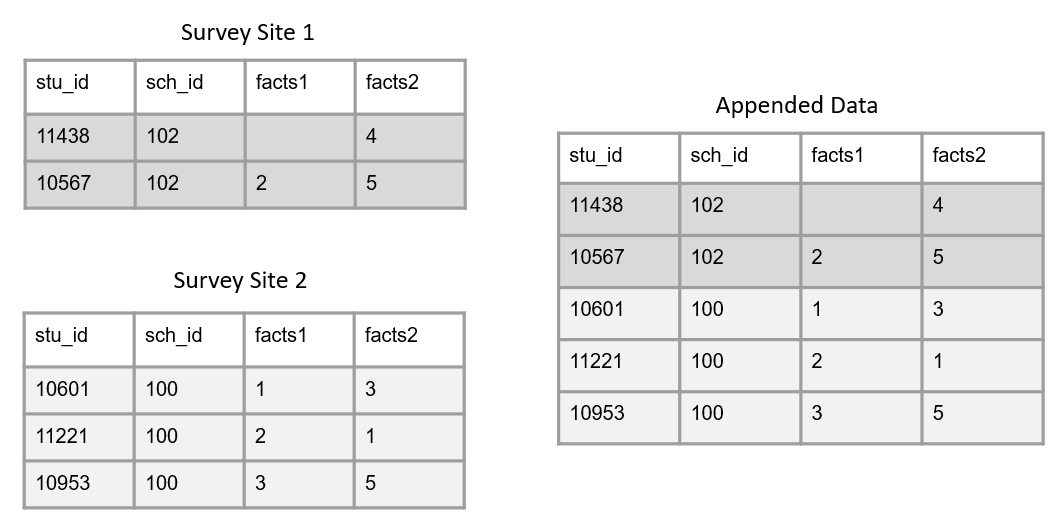 Survey Site 1
stu_id sch_id facts1 facts2
11438 102 4
10567 102 2 5
Survey Site 2
stu_id sch_id facts1 facts2
10601 100 1 3
11221 100 2 1
10953 100 3 5
Appended Data
stu_id sch_id facts1 facts2
11438 102 4
10567 102 2 5
10601 100 1 3
11221 100 2 1
10953 100 3 5